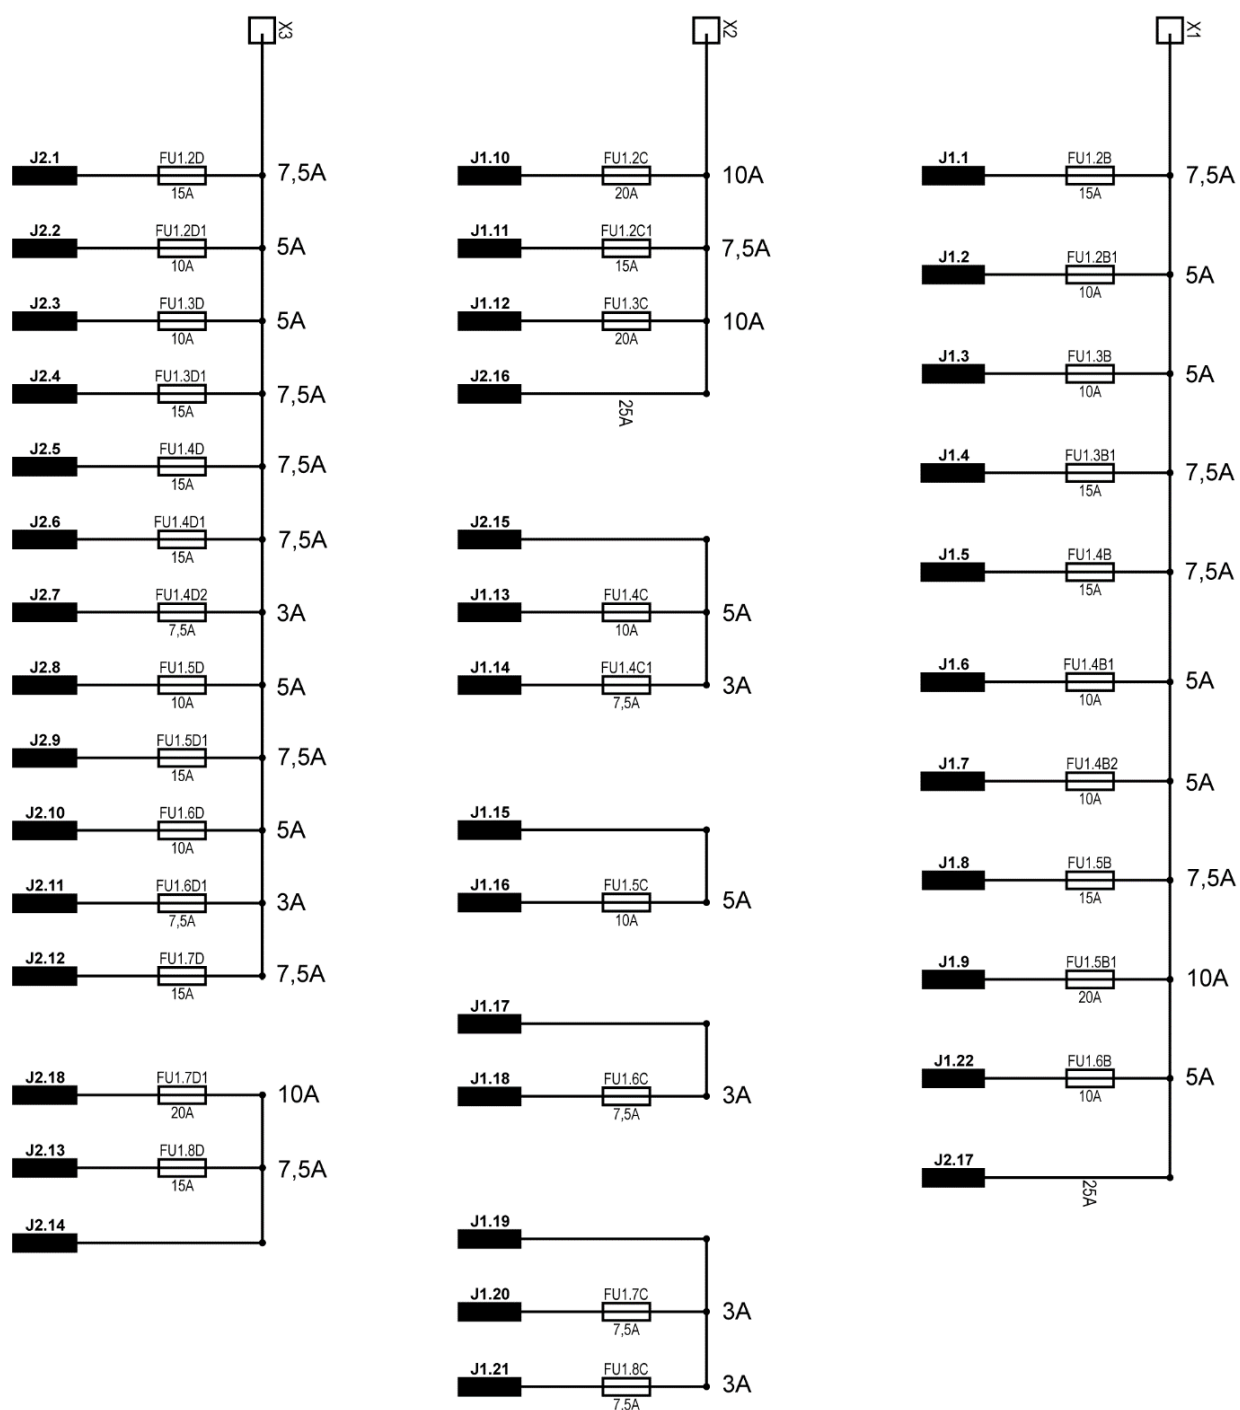 X3
J2.1 FU1.2D 7,5A
15A
J2.2 FU1.2D1 5A
10A
J2.3 FU1.3D 5A
10A
J2.4 FU1.3D1 7,5A
15A
J2.5 FU1.4D 7,5A
15A
J2.6 FU1.4D1 7,5A
15A
J2.7 FU1.4D2 3A
7,5A
J2.8 FU1.5D 5A
10A
J2.9 FU1.5D1 7,5A
15A
J2.10 FU1.6D 5A
10A
J2.11 FU1.6D1 3A
7,5A
J2.12 FU1.7D 7,5A
15A
J2.18 FU1.7D1 10A
20A
J2.13 FU1.8D 7,5A
15A
J2.14
X2
J1.10 FU1.2C 10A
20A
J1.11 FU1.2C1 7,5A
15A
J1.12 FU1.3C 10A
20A
J2.16
25A
J2.15
J1.13 FU1.4C 5A
10A
J1.14 FU1.4C1 3A
7,5A
J1.15
J1.16 FU1.5C 5A
10A
J1.17
J1.18 FU1.6C 3A
7,5A
J1.19
J1.20 FU1.7C 3A
7,5A
J1.21 FU1.8C 3A
7,5A
X1
J1.1 FU1.2B 7,5A
15A
J1.2 FU1.2B1 5A
10A
J1.3 FU1.3B 5A
10A
J1.4 FU1.3B1 7,5A
15A
J1.5 FU1.4B 7,5A
15A
J1.6 FU1.4B1 5A
10A
J1.7 FU1.4B2 5A
10A
J1.8 FU1.5B 7,5A
15A
J1.9 FU1.5B1 10A
20A
J1.22 FU1.6B 5A
10A
J2.17
25A